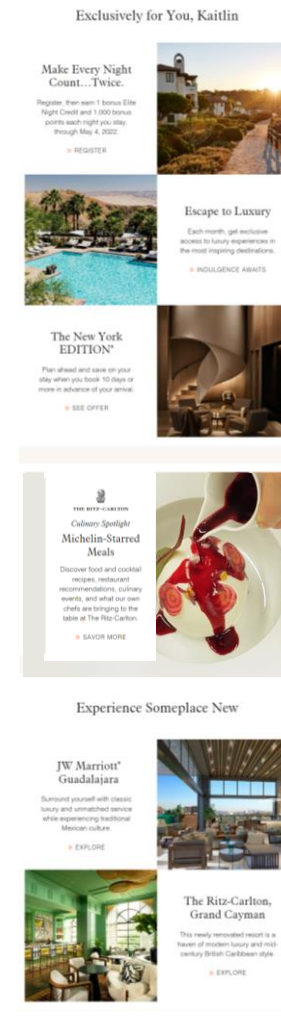 Exclusively for You, Kaitlin
Make Every Night
Count…Twice.
Register, then earn 1 bonus Elite
Night Credit and 1,000 bonus
points each night you stay
through May 4, 2022.
» REGISTER
Escape to Luxury
Each month, get exclusive
access to luxury experiences in
the most inspiring destinations.
» INDULGENCE AWAITS
The New York
EDITION®
Plan ahead and save on your
stay when you book 10 days or
more in advance of your arrival.
» SEE OFFER
THE RITZ-CARLTON
Culinary Spotlight
Michelin-Starred
Meals
Discover food and cocktail
recipes, restaurant
recommendations, culinary
events, and what our own
chefs are bringing to the
table at The Ritz-Carlton.
» SAVOR MORE
Experience Someplace New
JW Marriott®
Guadalajara
Surround yourself with classic
luxury and unmatched service
while experiencing traditional
Mexican culture.
» EXPLORE
The Ritz-Carlton,
Grand Cayman
This newly renovated resort is a
haven of modern luxury and mid-
century British Caribbean style.
» EXPLORE